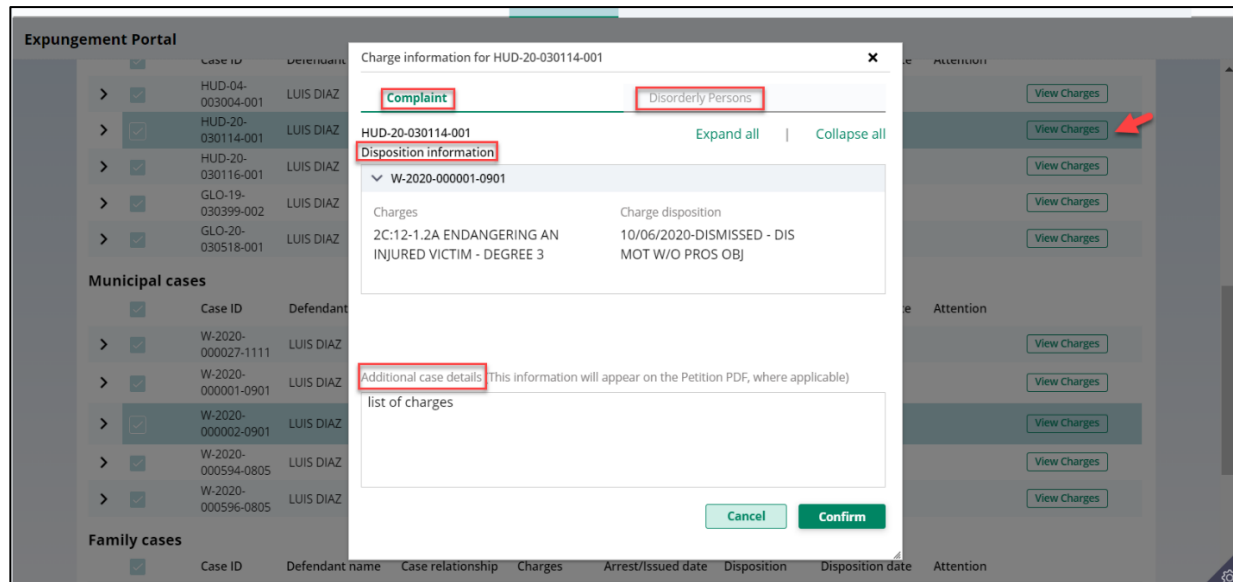 Expungement Portal
Case ID Defendant Attention
HUD-04-
003004-001 LUIS DIAZ View Charges
HUD-20-
030114-001 LUIS DIAZ View Charges
HUD-20-
030116-001 LUIS DIAZ View Charges
GLO-19-
030399-002 LUIS DIAZ View Charges
GLO-20-
030518-001 LUIS DIAZ View Charges
Municipal cases
Case ID Defendant Attention
W-2020-
000027-1111 LUIS DIAZ View Charges
W-2020-
000001-0901 LUIS DIAZ View Charges
W-2020-
000002-0901 LUIS DIAZ View Charges
W-2020-
000594-0805 LUIS DIAZ View Charges
W-2020-
000596-0805 LUIS DIAZ View Charges
Family cases
Case ID Defendant name Case relationship Charges Arrest/Issued date Disposition Disposition date Attention
Charge information for HUD-20-030114-001 ×
Complaint Disorderly Persons
HUD-20-030114-001 Expand all | Collapse all
Disposition information
W-2020-000001-0901
Charges Charge disposition
2C:12-1.2A ENDANGERING AN 10/06/2020-DISMISSED - DIS
INJURED VICTIM - DEGREE 3 MOT W/O PROS OBJ
Additional case details (This information will appear on the Petition PDF, where applicable)
list of charges
Cancel Confirm